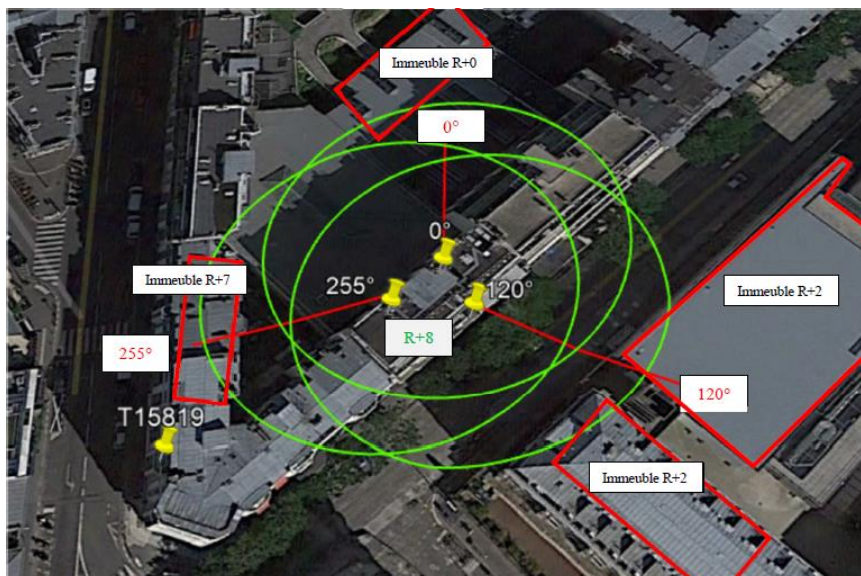 Immeuble R+0
0°
0°
Immeuble R+7
255°
120°
Immeuble R+2
R+8
255°
120°
T15819
Immeuble R+2